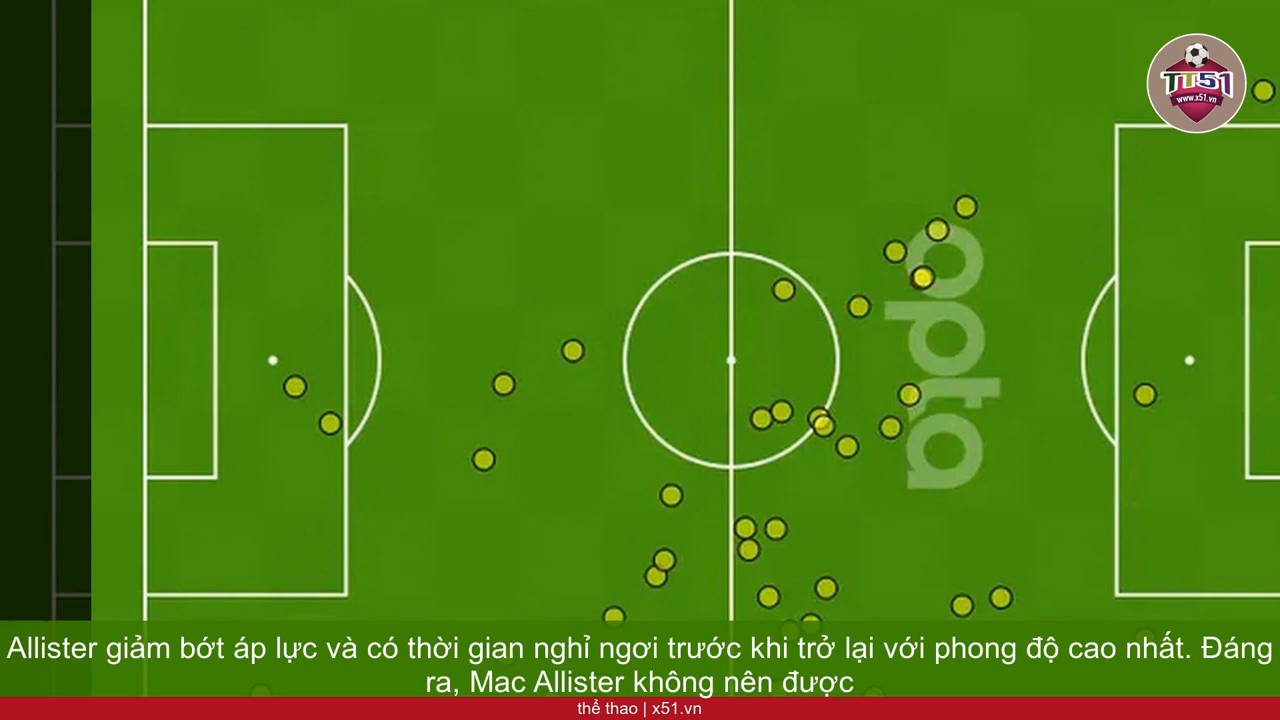 TT51
www.x51.vn
opta
Allister giảm bớt áp lực và có thời gian nghỉ ngơi trước khi trở lại với phong độ cao nhất. Đáng
ra, Mac Allister không nên được
thể thao | x51.vn